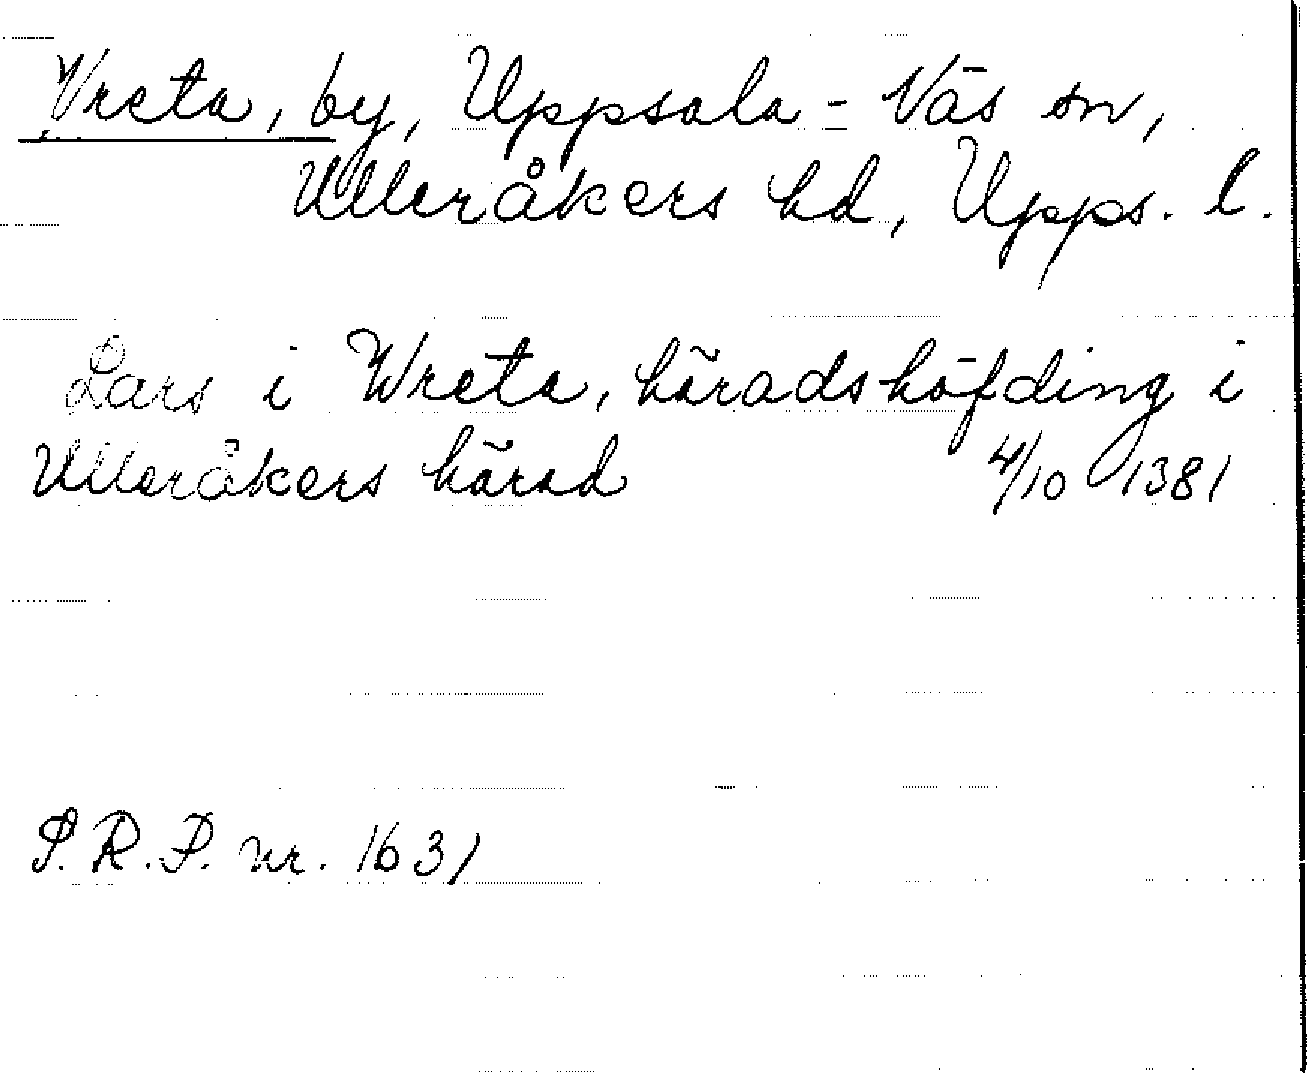 Vreta, by, Uppsala-Näs sn,
Ulleråkers hd, Upps. l.
Lars i Wreta, häradshöfding i
Ulleråkers härad 4/10 1381
S.R.P. nr. 1631